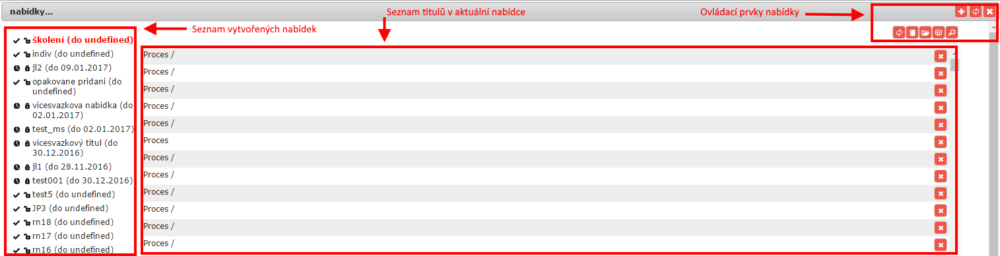 nabídky...
Seznam titulů v aktuální nabídce
Ovládací prvky nabídky
Seznam vytvořených nabídek
školení (do undefined)
indiv (do undefined)
jl2 (do 09.01.2017)
opakovane pridani (do
undefined)
vicesvazkova nabidka (do
02.01.2017)
test_ms (do 02.01.2017)
vicesvazkový titul (do
30.12.2016)
jl1 (do 28.11.2016)
test001 (do 30.12.2016)
test5 (do undefined)
JP3 (do undefined)
rn18 (do undefined)
rn17 (do undefined)
rn16 (do undefined)
Proces /
Proces /
Proces /
Proces /
Proces /
Proces
Proces /
Proces /
Proces /
Proces /
Proces /
Proces /